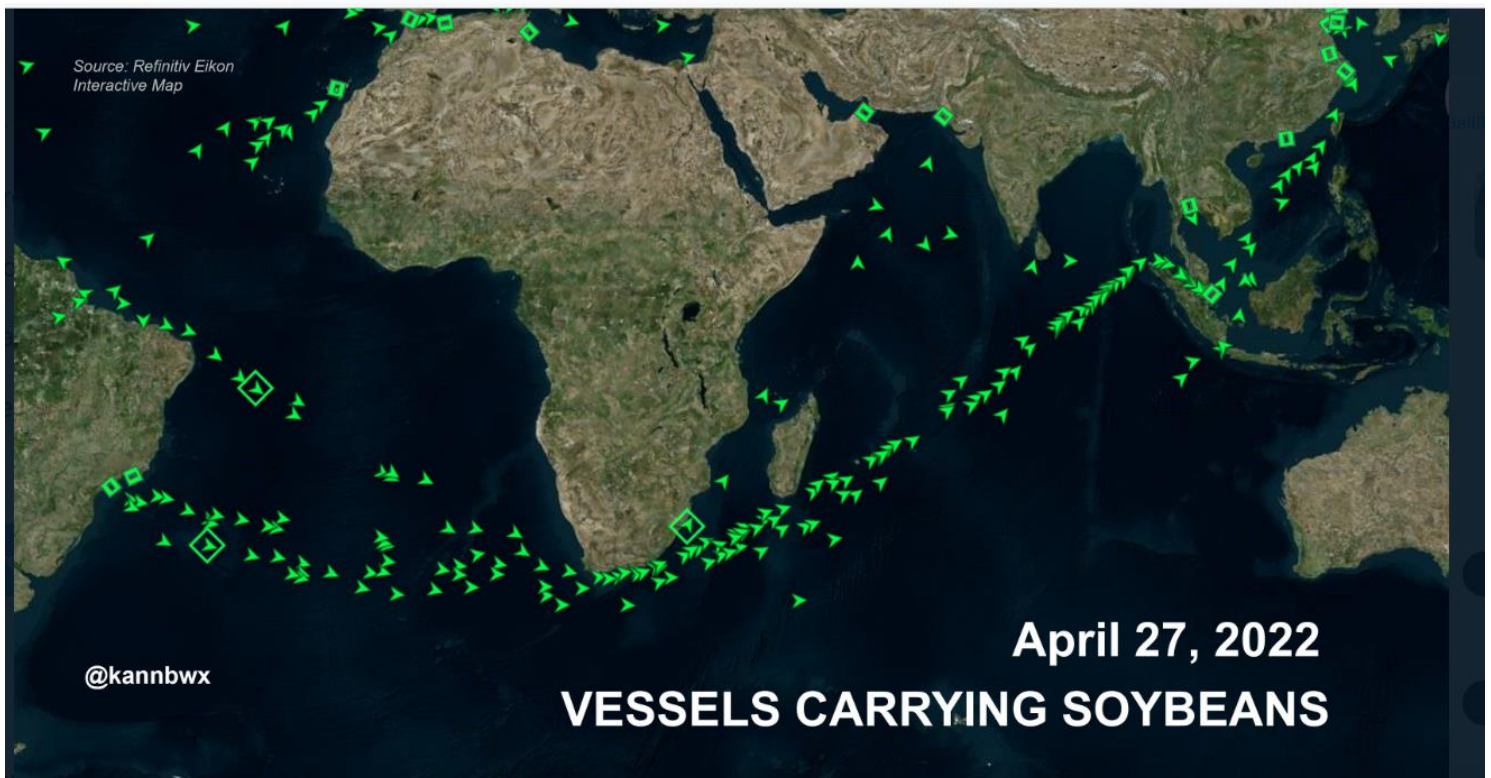 Source: Refinitiv Eikon
Interactive Map
April 27, 2022
@kannbwx
VESSELS CARRYING SOYBEANS